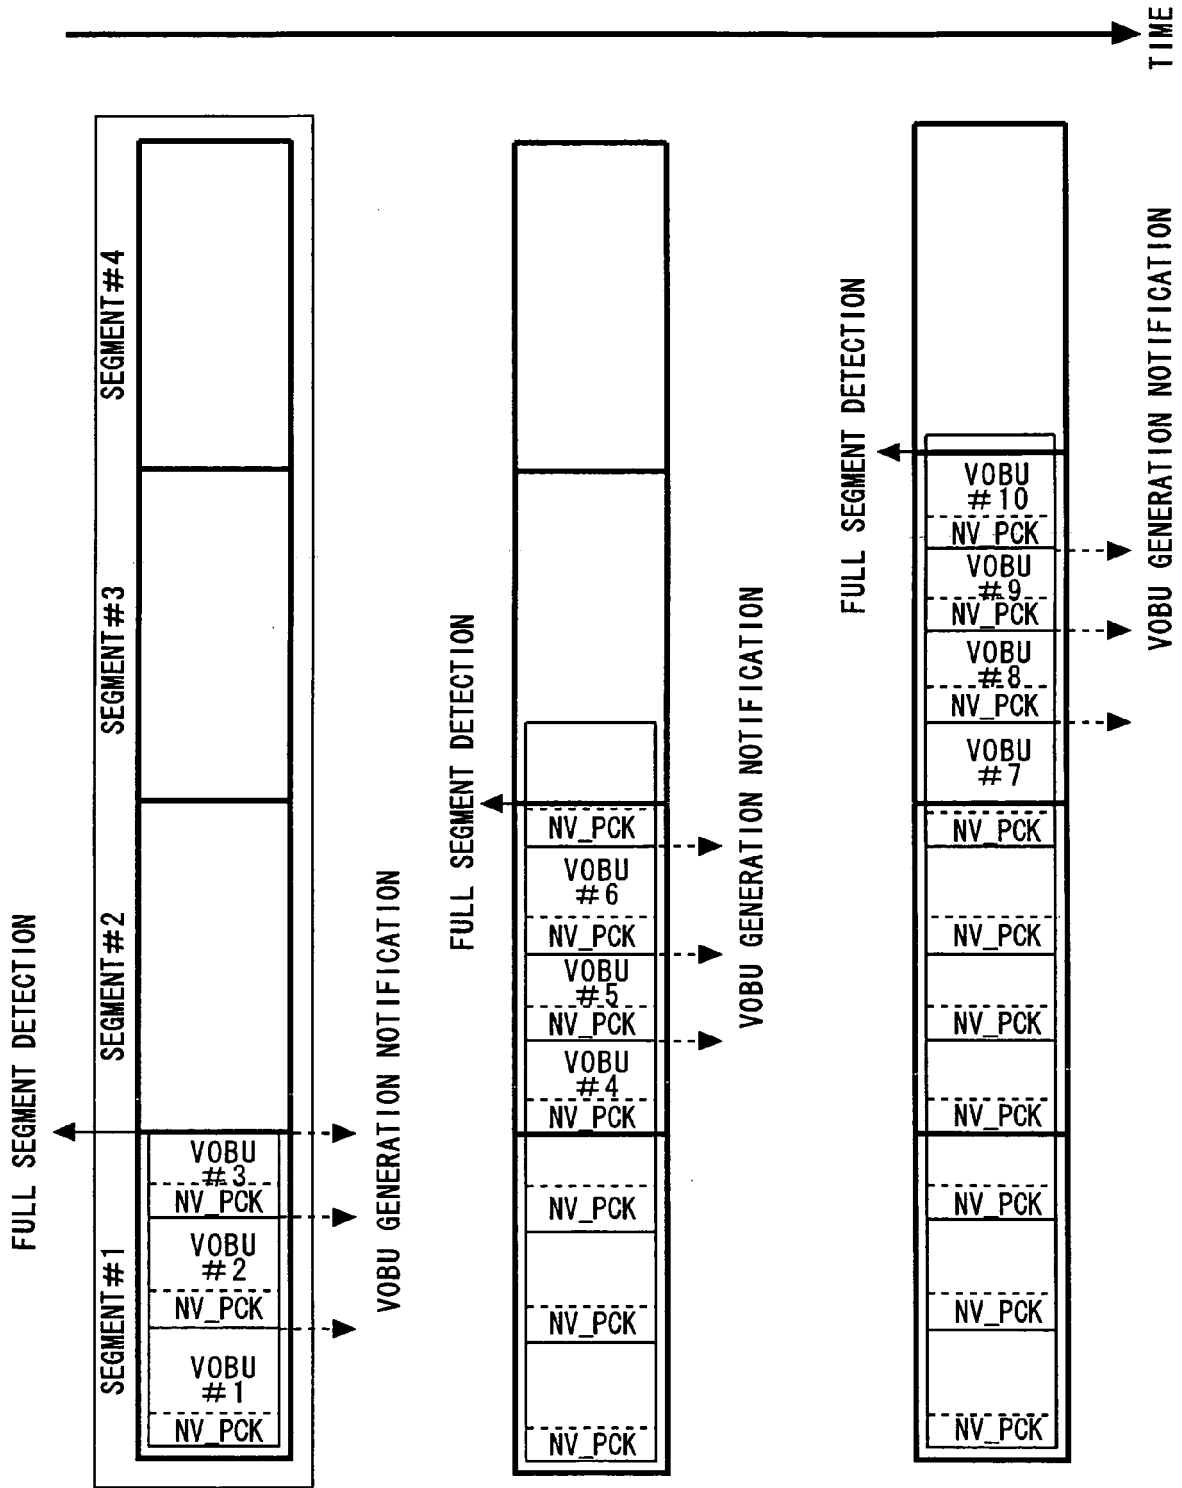 TIME
SEGMENT#4
SEGMENT#3
SEGMENT#2
SEGMENT#1
FULL SEGMENT DETECTION
VOBU
#3
NV_PCK
VOBU
#2
NV_PCK
VOBU
#1
NV_PCK
VOBU GENERATION NOTIFICATION
FULL SEGMENT DETECTION
NV_PCK
VOBU
#6
NV_PCK
VOBU
#5
NV_PCK
VOBU
#4
NV_PCK
NV_PCK
NV_PCK
NV_PCK
VOBU GENERATION NOTIFICATION
FULL SEGMENT DETECTION
VOBU
#10
NV_PCK
VOBU
#9
NV_PCK
VOBU
#8
NV_PCK
VOBU
#7
NV_PCK
NV_PCK
NV_PCK
NV_PCK
NV_PCK
NV_PCK
NV_PCK
VOBU GENERATION NOTIFICATION